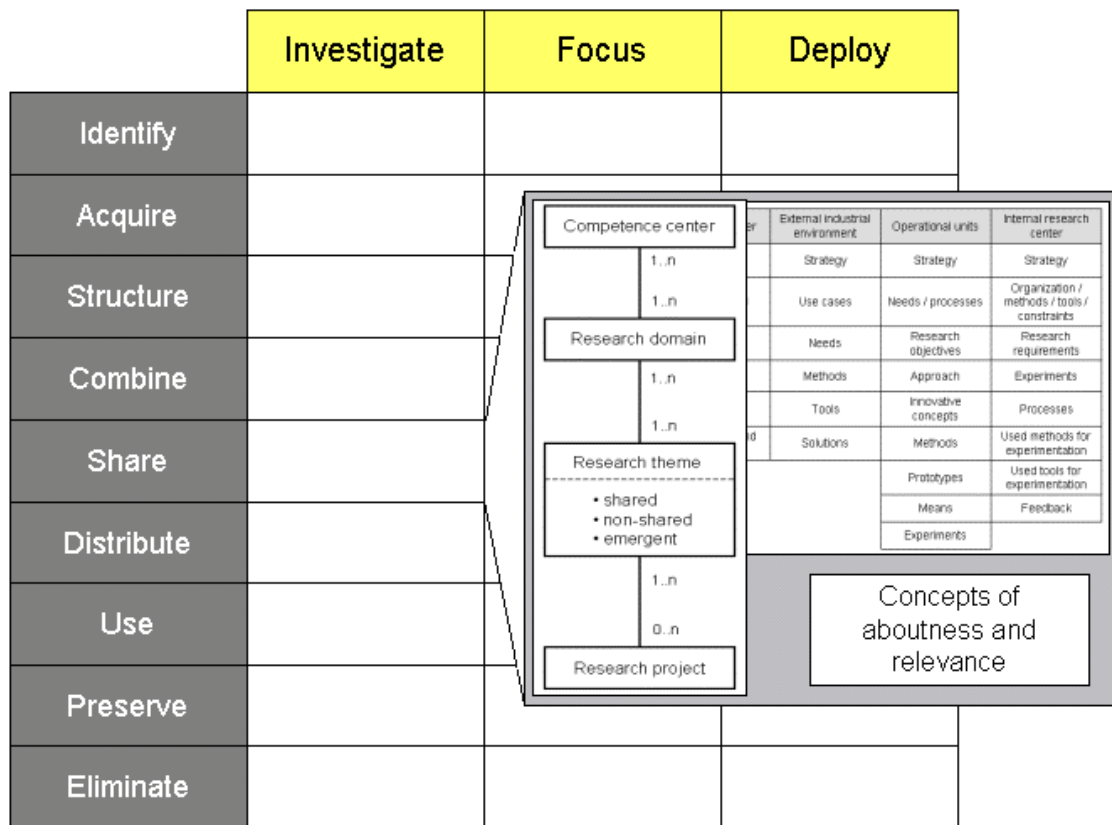 Investigate
Focus
Deploy
Identify
Acquire
Structure
Combine
Share
Distribute
Use
Preserve
Eliminate
Competence center
1..n
1..n
Research domain
1..n
1..n
Research theme
• shared
• non-shared
• emergent
1..n
0..n
Research project
External industrial
environment
Strategy
Use cases
Needs
Methods
Tools
Solutions
Operational units
Strategy
Needs / processes
Research
objectives
Approach
Innovative
concepts
Methods
Prototypes
Means
Experiments
Internal research
center
Strategy
Organization /
methods / tools /
constraints
Research
requirements
Experiments
Processes
Used methods for
experimentation
Used tools for
experimentation
Feedback
Concepts of
aboutness and
relevance